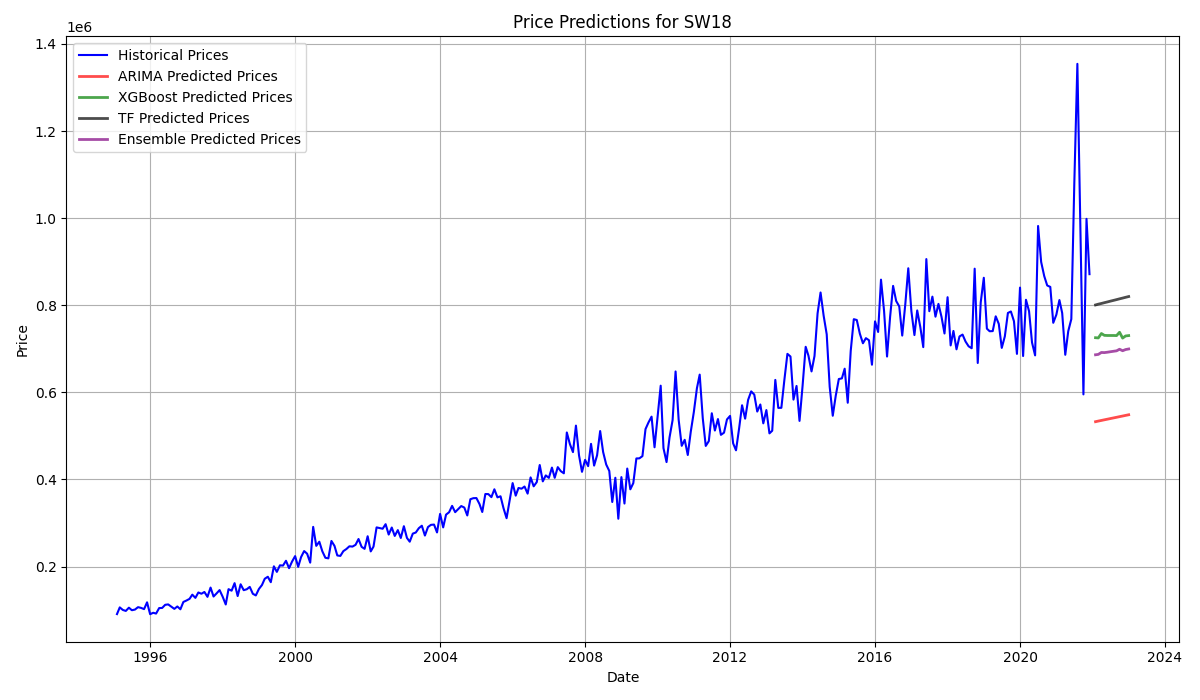 Price Predictions for SW18
1e6
1.4
1.2
1.0
0.8
0.6
0.4
0.2
Price
Historical Prices
ARIMA Predicted Prices
XGBoost Predicted Prices
TF Predicted Prices
Ensemble Predicted Prices
1996 2000 2004 2008 2012 2016 2020 2024
Date